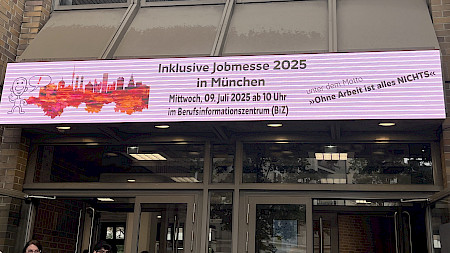 Inklusive Jobmesse 2025
in München
Mittwoch, 09. Juli 2025 ab 10 Uhr
im Berufsinformationszentrum (BIZ)
unter dem Motto
»Ohne Arbeit ist alles NICHTS«